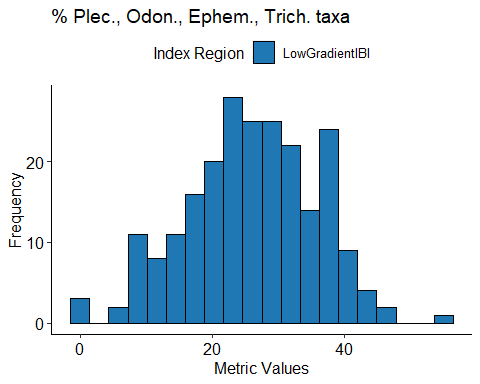 % Plec., Odon., Ephem., Trich. taxa
Index Region LowGradientIBI
Frequency
20
10
0
0 20 40
Metric Values